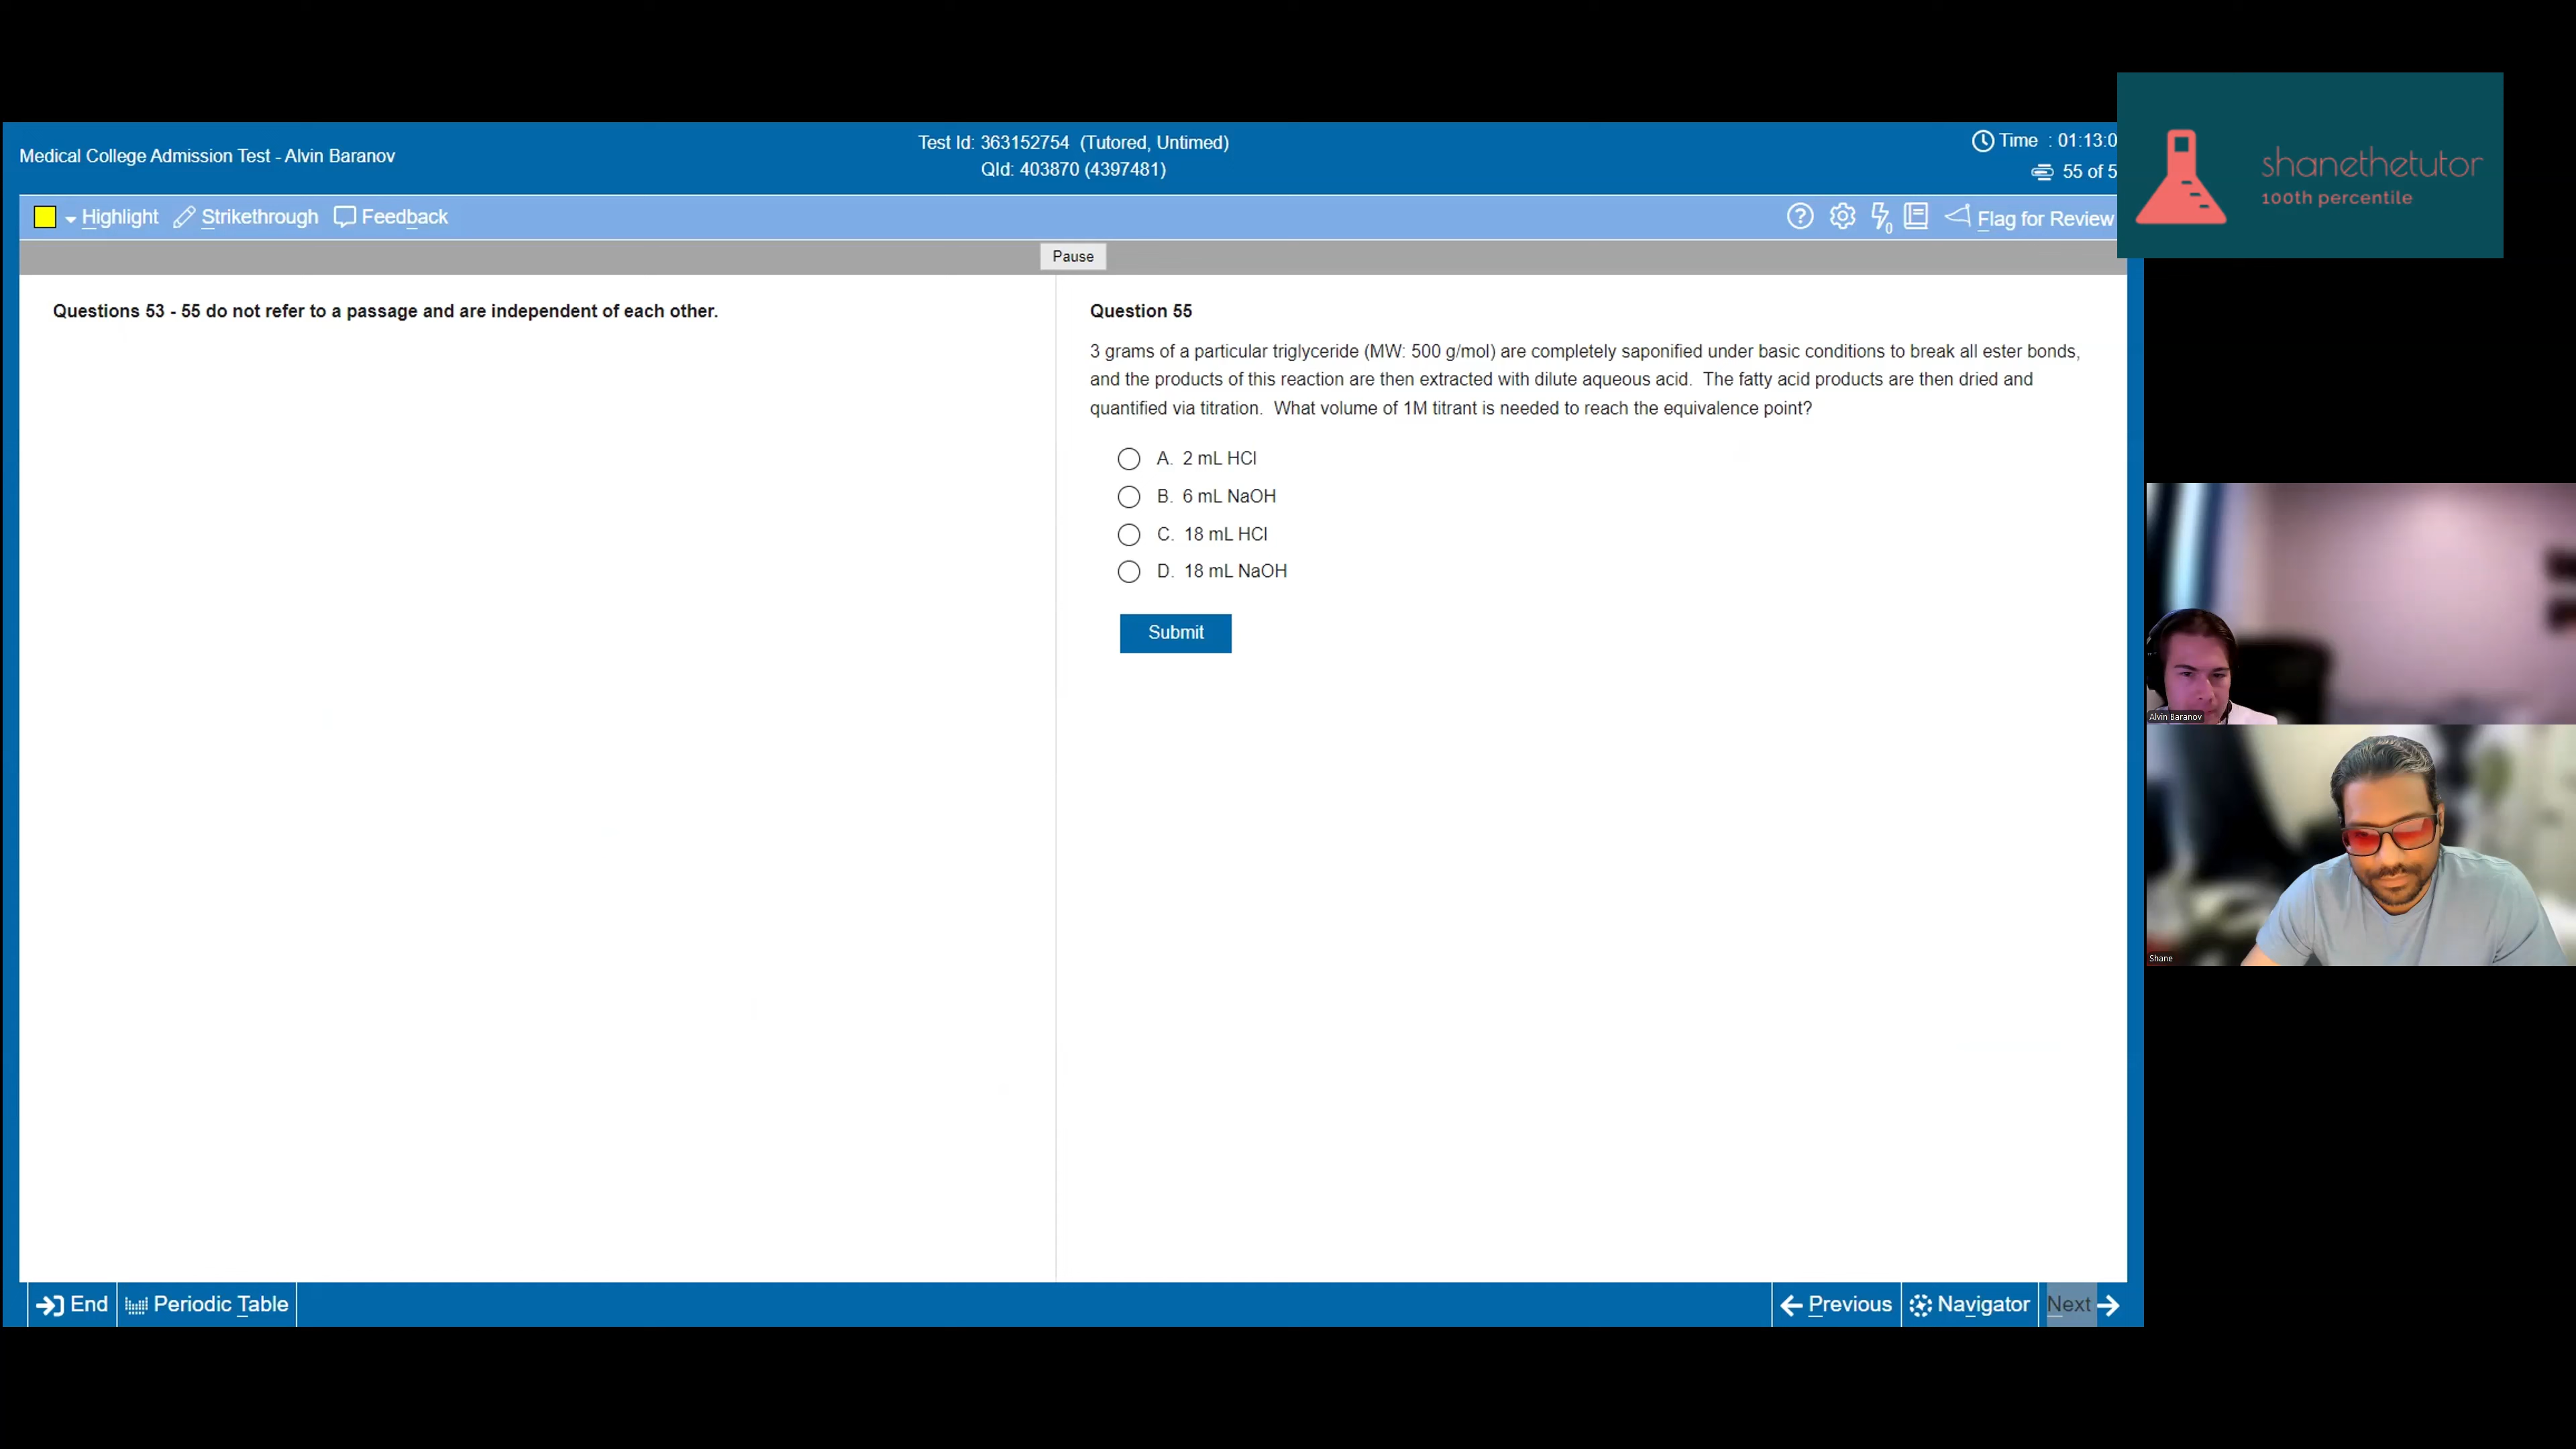 Medical College Admission Test - Alvin Baranov
Test Id: 363152754 (Tutored, Untimed)
QId: 403870 (4397481)
Time : 01:13:0
55 of 5
shanethetutor
100th percentile
Highlight
Strikethrough
Feedback
Flag for Review
Pause
Questions 53 - 55 do not refer to a passage and are independent of each other.
Question 55
3 grams of a particular triglyceride (MW: 500 g/mol) are completely saponified under basic conditions to break all ester bonds,
and the products of this reaction are then extracted with dilute aqueous acid. The fatty acid products are then dried and
quantified via titration. What volume of 1M titrant is needed to reach the equivalence point?
A. 2 mL HCl
B. 6 mL NaOH
C. 18 mL HCl
D. 18 mL NaOH
Submit
Alvin Baranov
Shane
End
Periodic Table
Previous
Navigator
Next